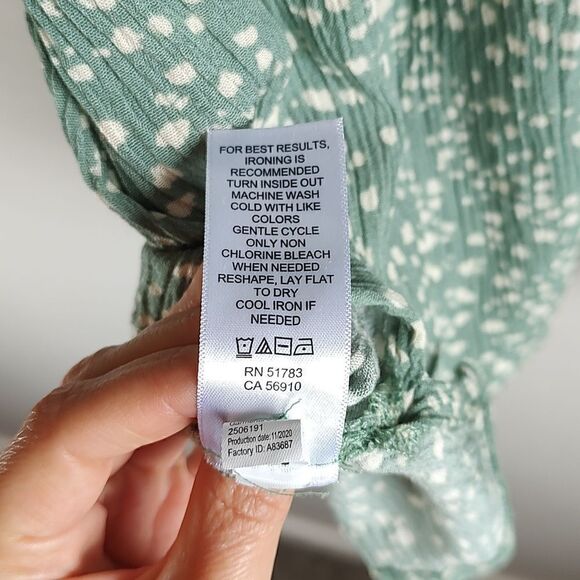 FOR BEST RESULTS,
IRONING IS
RECOMMENDED
TURN INSIDE OUT
MACHINE WASH
COLD WITH LIKE
COLORS
GENTLE CYCLE
ONLY NON
CHLORINE BLEACH
WHEN NEEDED
RESHAPE, LAY FLAT
TO DRY
COOL IRON IF
NEEDED
RN 51783
CA 56910
2506191
Production date: 11/2020
Factory ID: A83687